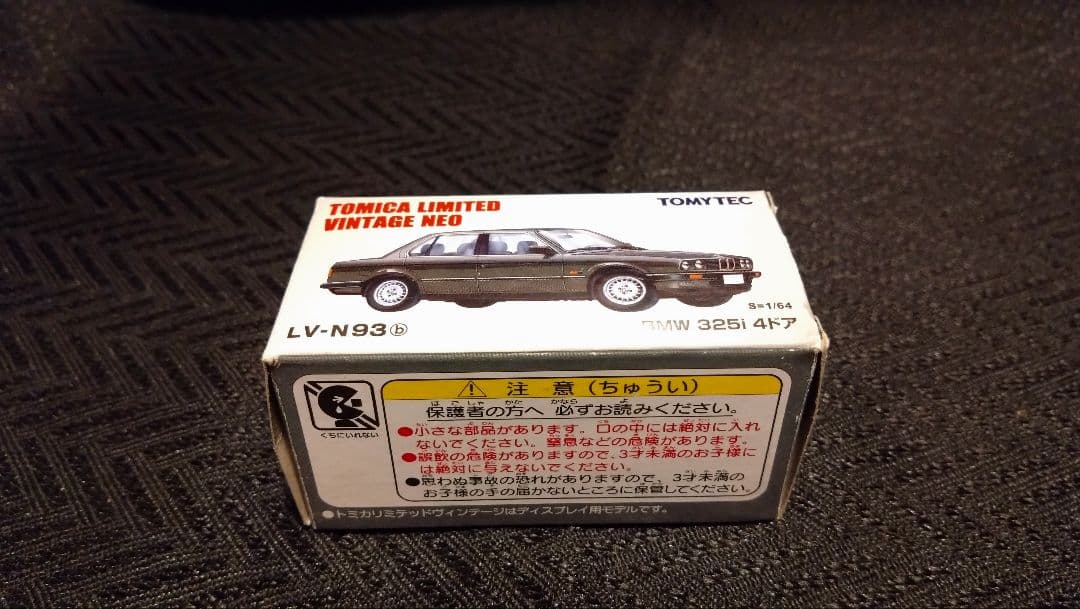 TOMICA LIMITED
VINTAGE NEO
TOMYTEC
S=1/64
LV-N93ⓑ
BMW 325i 4ドア
⚠ 注意(ちゅうい)
保護者の方へ 必ずお読みください。
●小さな部品があります。口の中には絶対に入れ
ないでください。窒息などの危険があります。
●誤飲の危険がありますので、3才未満のお子様に
は絶対に与えないでください。
●思わぬ事故の恐れがありますので、3才未満の
お子様の手の届かないところに保管してください。
くちにいれない
●トミカリミテッドヴィンテージはディスプレイ用モデルです。